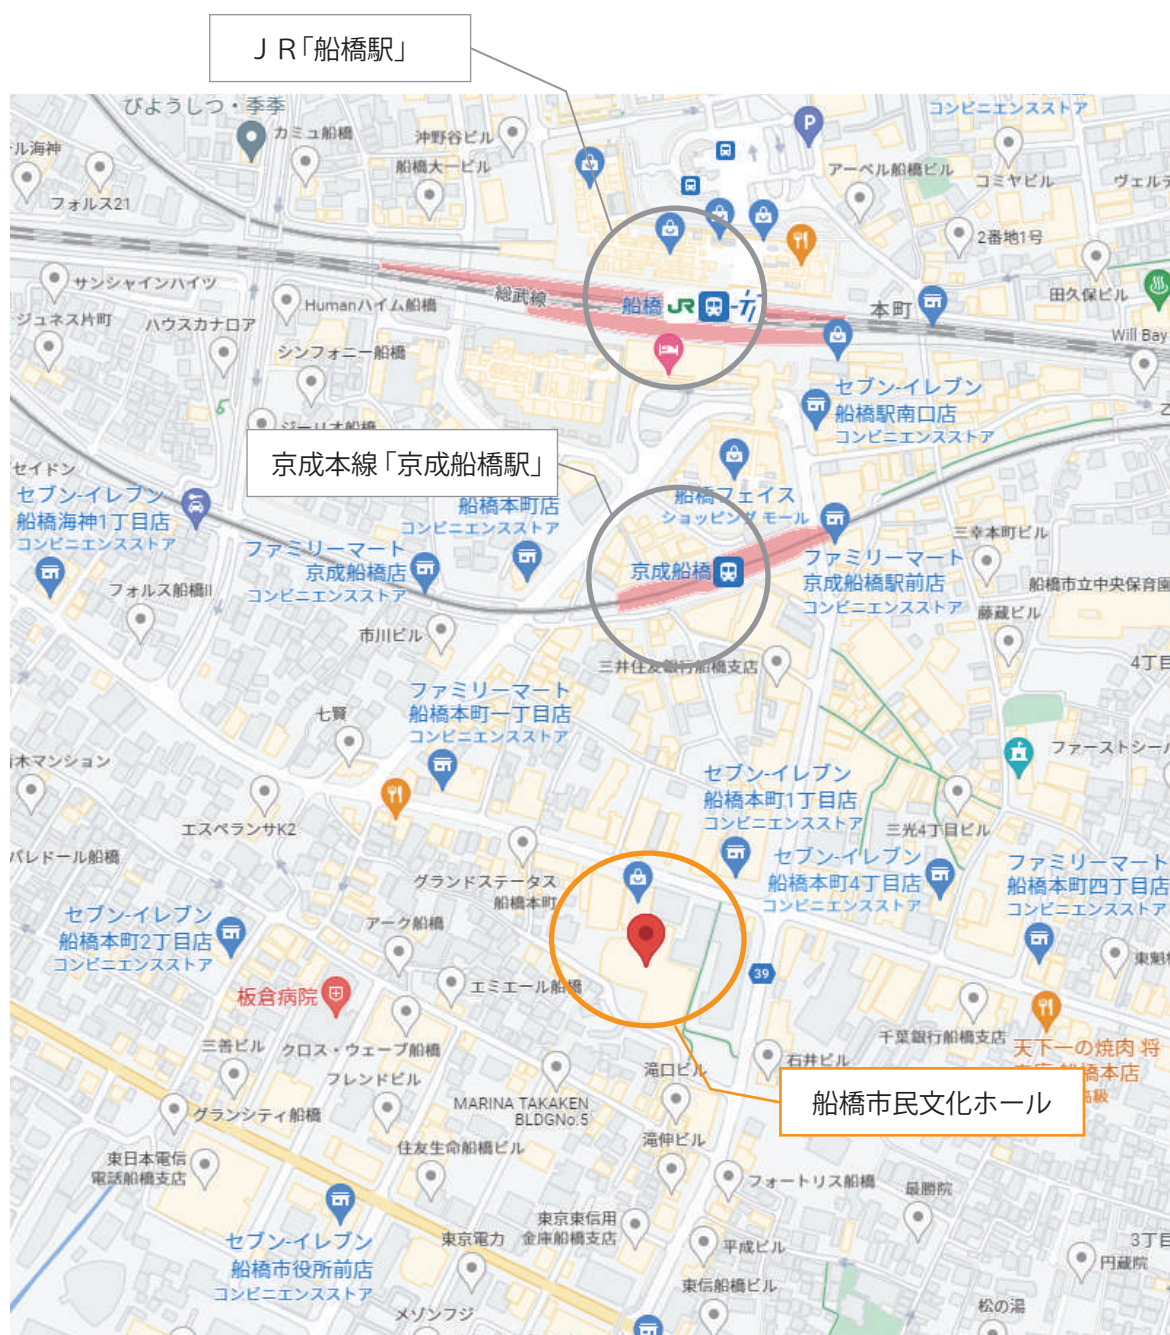 ＪＲ「船橋駅」
びようしつ・季季
カミュ船橋
沖野谷ビル
船橋大一ビル
コンビニエンスストア
アーベル船橋ビル
コミヤビル
ヴェルデ
ル海神
フォルス21
2番地1号
サンシャインハイツ
総武線
船橋 JR
本町
田久保ビル
Humanハイム船橋
ジュネス片町
ハウスカナロア
シンフォニー船橋
Will Bay
セブン-イレブン
船橋駅南口店
コンビニエンスストア
ジーリオ船橋
京成本線「京成船橋駅」
セイドン
セブン-イレブン
船橋海神1丁目店
コンビニエンスストア
船橋本町店
コンビニエンスストア
船橋フェイス
ショッピング モール
三幸本町ビル
ファミリーマート
京成船橋店
コンビニエンスストア
京成船橋
ファミリーマート
京成船橋駅前店
コンビニエンスストア
船橋市立中央保育園
フォルス船橋II
藤蔵ビル
市川ビル
三井住友銀行船橋支店
4丁目
ファミリーマート
船橋本町一丁目店
コンビニエンスストア
七賢
木マンション
ファーストシー
セブン-イレブン
船橋本町1丁目店
コンビニエンスストア
エスペランサK2
三光4丁目ビル
パレドール船橋
グランドステータス
船橋本町
セブン-イレブン
船橋本町4丁目店
コンビニエンスストア
ファミリーマート
船橋本町四丁目店
コンビニエンスストア
セブン-イレブン
船橋本町2丁目店
コンビニエンスストア
アーク船橋
東魁
39
エミエール船橋
板倉病院
千葉銀行船橋支店
三善ビル
クロス・ウェーブ船橋
石井ビル
天下一の焼肉 将
船橋本店
高級
フレンドビル
滝口ビル
船橋市民文化ホール
グランシティ船橋
MARINA TAKAKEN
BLDGNo.5
滝伸ビル
住友生命船橋ビル
東日本電信
電話船橋支店
フォートリス船橋
最勝院
東京東信用
金庫船橋支店
セブン-イレブン
船橋市役所前店
コンビニエンスストア
東京電力
平成ビル
3丁目
円蔵院
東信船橋ビル
メゾンフジ
松の湯